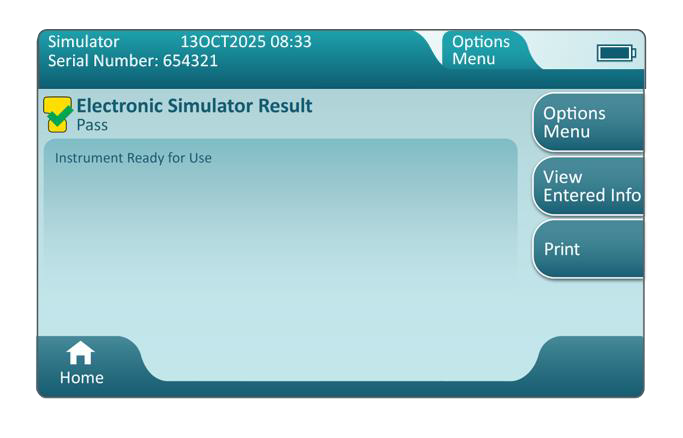 Simulator 13OCT2025 08:33
Serial Number: 654321
Options
Menu
Electronic Simulator Result
Pass
Instrument Ready for Use
Options
Menu
View
Entered Info
Print
Home